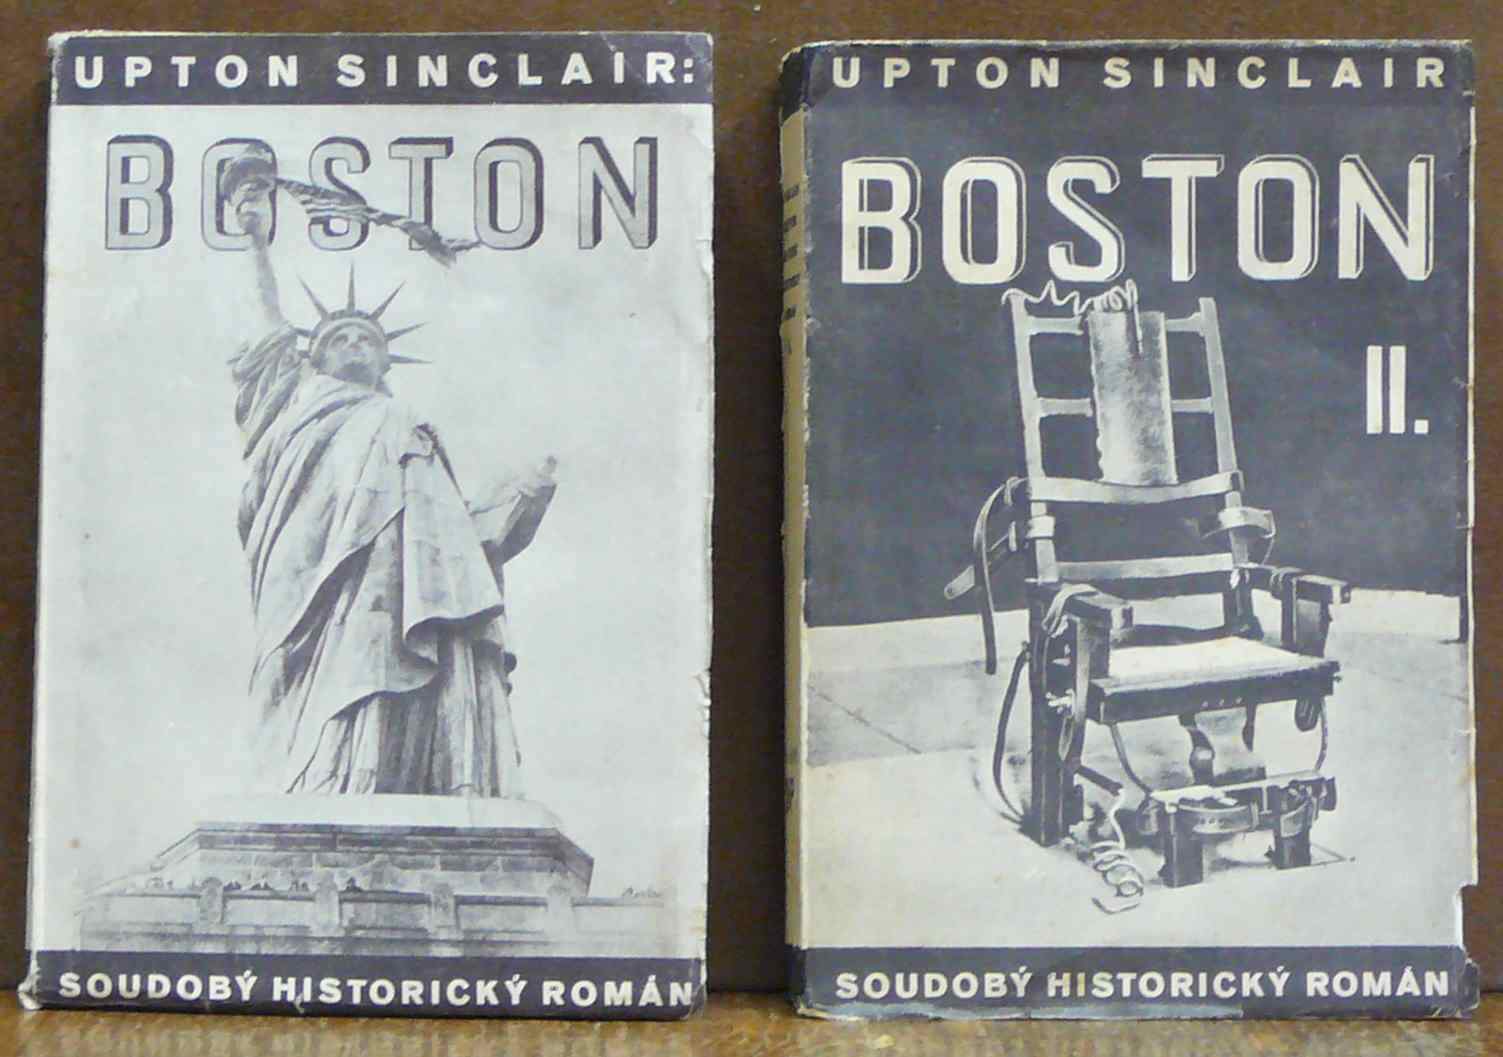 UPTON SINCLAIR:
BOSTON
SOUDOBÝ HISTORICKÝ ROMÁN
UPTON SINCLAIR
BOSTON
II.
SOUDOBÝ HISTORICKÝ ROMÁN